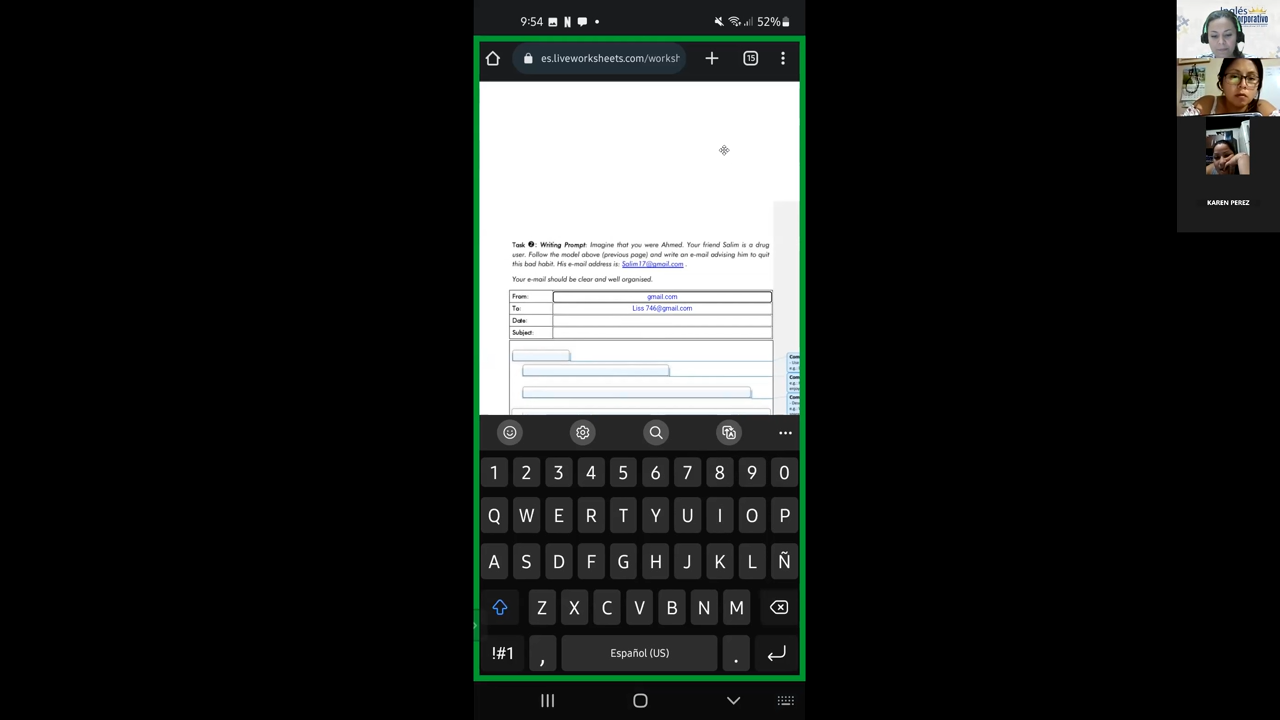 9:54 N 52%
es.liveworksheets.com/worksh
15
Task 2: Writing Prompt: Imagine that you were Ahmed. Your friend Salim is a drug
user. Follow the model above (previous page) and write an e-mail advising him to quit
this bad habit. His e-mail address is: Salim17@gmail.com .
Your e-mail should be clear and well organised.
From: gmail.com
To: Liss 746@gmail.com
Date:
Subject:
1 2 3 4 5 6 7 8 9 0
Q W E R T Y U I O P
A S D F G H J K L Ñ
Z X C V B N M
!#1 , Español (US) .
Inglés
Corporativo
KAREN PEREZ